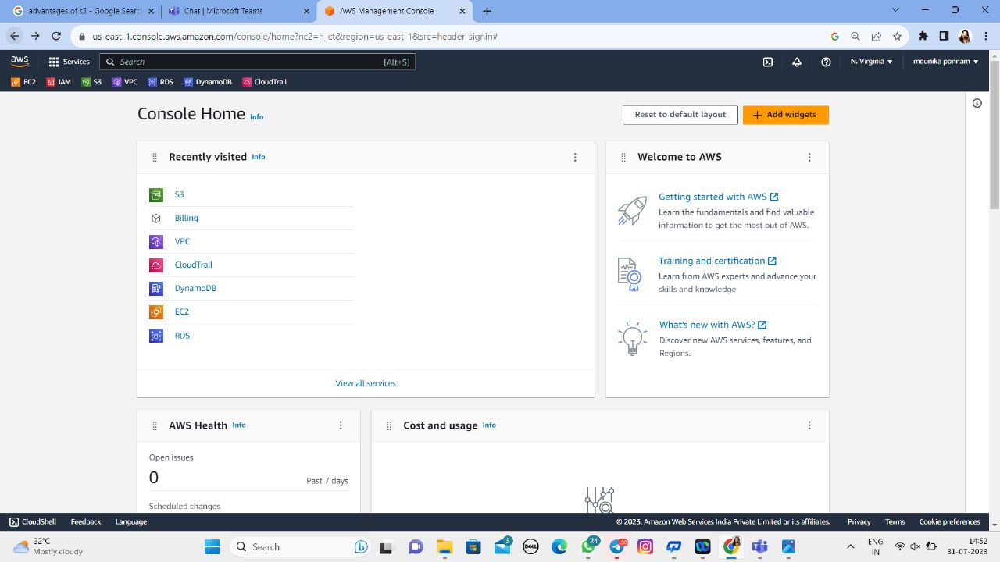 advantages of s3 - Google Search
Chat | Microsoft Teams
AWS Management Console
us-east-1.console.aws.amazon.com/console/home?nc2=h_ct&region=us-east-1&src=header-signin#
aws Services Search [Alt+S] N. Virginia mounika ponnam
EC2 IAM S3 VPC RDS DynamoDB CloudTrail
Console Home Info
Reset to default layout
Add widgets
Recently visited Info
S3
Billing
VPC
CloudTrail
DynamoDB
EC2
RDS
View all services
Welcome to AWS
Getting started with AWS
Learn the fundamentals and find valuable
information to get the most out of AWS.
Training and certification
Learn from AWS experts and advance your
skills and knowledge.
What's new with AWS?
Discover new AWS services, features, and
Regions.
AWS Health Info
Open issues
0
Past 7 days
Scheduled changes
Cost and usage Info
CloudShell Feedback Language © 2023, Amazon Web Services India Private Limited or its affiliates. Privacy Terms Cookie preferences
32°C
Mostly cloudy
Search
5
DELL
24
ENG
IN
14:52
31-07-2023